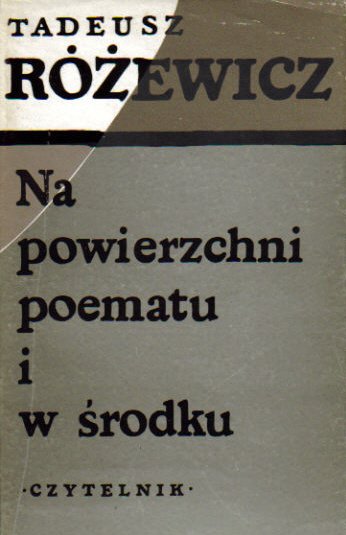 TADEUSZ
RÓŻEWICZ
Na
powierzchni
poematu
i
w środku
·CZYTELNIK·